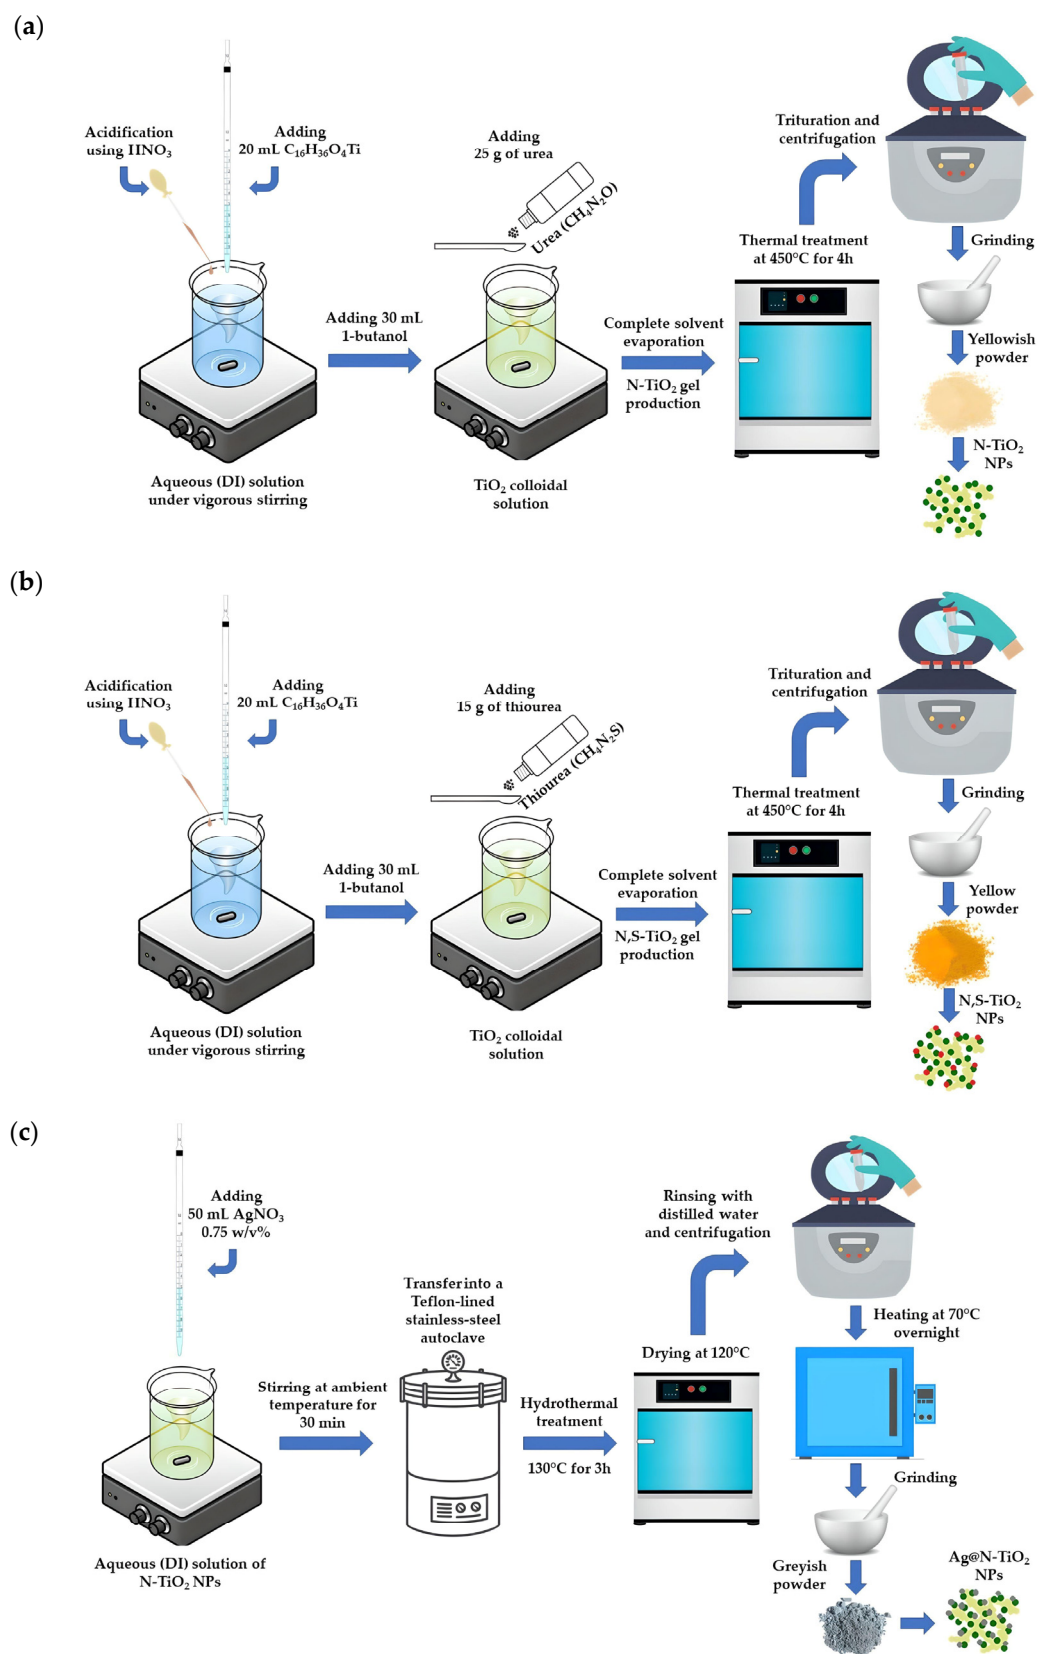 (a)
Acidification
using HNO₃
Adding
20 mL C₁₆H₃₆O₄Ti
Adding
25 g of urea
Urea (CH₄N₂O)
Trituration and
centrifugation
Adding 30 mL
1-butanol
Complete solvent
evaporation
N-TiO₂ gel
production
Thermal treatment
at 450°C for 4h
Grinding
Yellowish
powder
N-TiO₂
NPs
Aqueous (DI) solution
under vigorous stirring
TiO₂ colloidal
solution
(b)
Acidification
using HNO₃
Adding
20 mL C₁₆H₃₆O₄Ti
Adding
15 g of thiourea
Thiourea (CH₄N₂S)
Trituration and
centrifugation
Adding 30 mL
1-butanol
Complete solvent
evaporation
N,S-TiO₂ gel
production
Thermal treatment
at 450°C for 4h
Grinding
Yellow
powder
N,S-TiO₂
NPs
Aqueous (DI) solution
under vigorous stirring
TiO₂ colloidal
solution
(c)
Adding
50 mL AgNO₃
0.75 w/v%
Stirring at ambient
temperature for
30 min
Transfer into a
Teflon-lined
stainless-steel
autoclave
Hydrothermal
treatment
130°C for 3h
Drying at 120°C
Rinsing with
distilled water
and centrifugation
Heating at 70°C
overnight
Grinding
Greyish
powder
Ag@N-TiO₂
NPs
Aqueous (DI) solution of
N-TiO₂ NPs